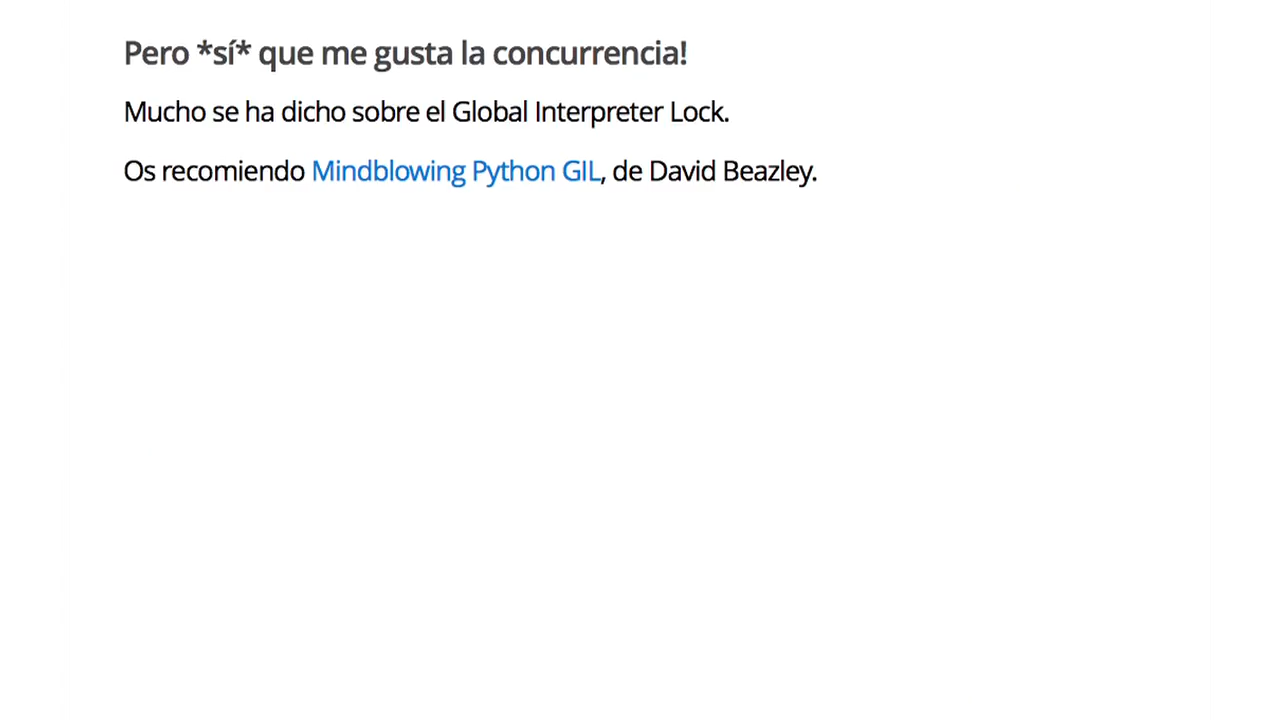 Pero *sí* que me gusta la concurrencia!
Mucho se ha dicho sobre el Global Interpreter Lock.
Os recomiendo Mindblowing Python GIL, de David Beazley.